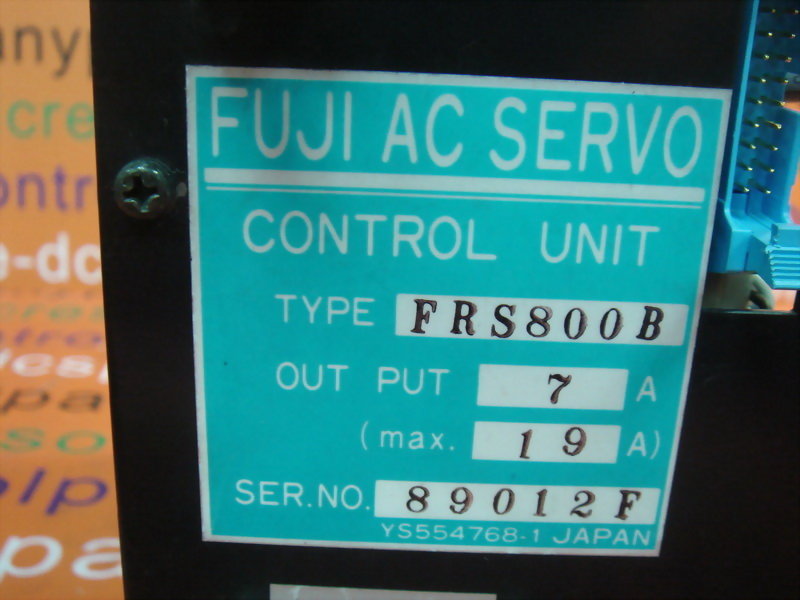 FUJI AC SERVO
CONTROL UNIT
TYPE FRS800B
OUT PUT 7 A
(max. 19 A)
SER.NO. 89012F
YS554768-1 JAPAN